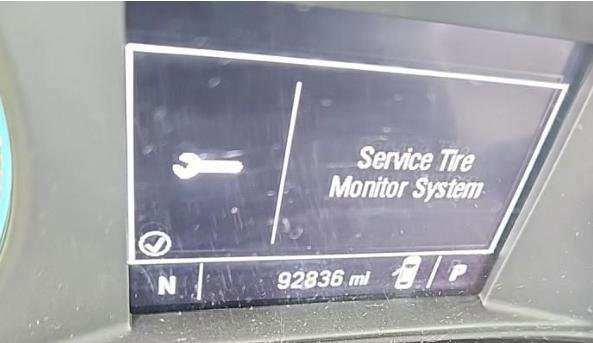 Service Tire
Monitor System
N 92836 mi P